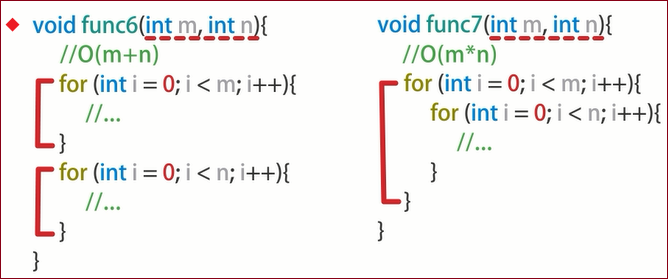 void func6(int m, int n){
//O(m+n)
for (int i = 0; i < m; i++){
//...
}
for (int i = 0; i < n; i++){
//...
}
}
void func7(int m, int n){
//O(m*n)
for (int i = 0; i < m; i++){
for (int i = 0; i < n; i++){
//...
}
}
}